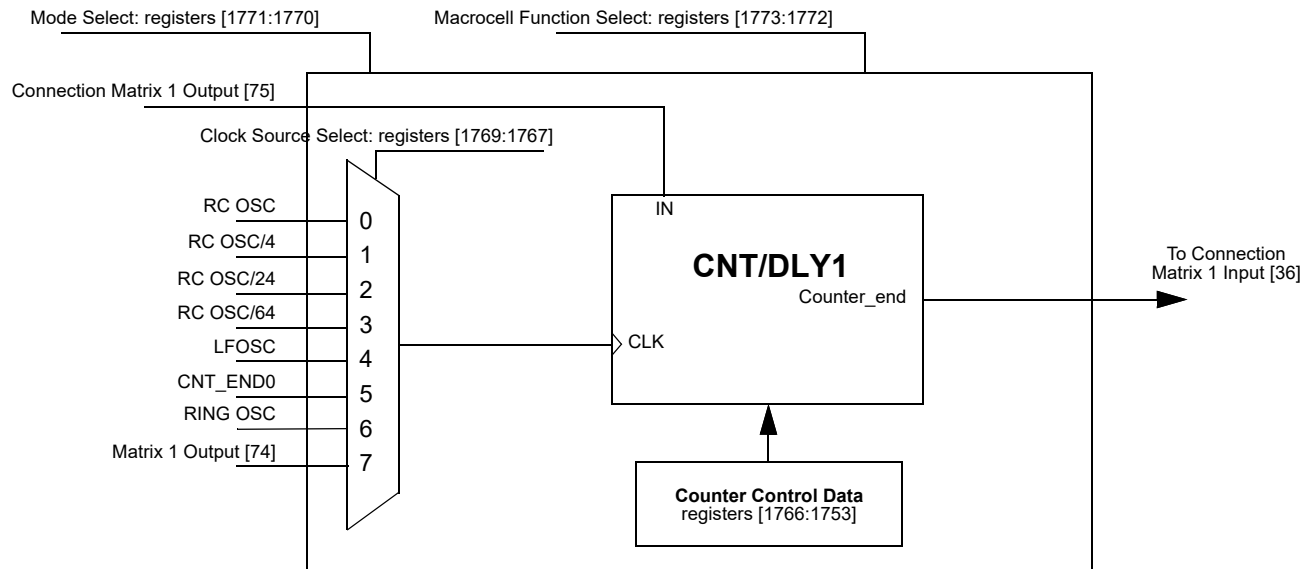 Mode Select: registers [1771:1770]
Macrocell Function Select: registers [1773:1772]
Connection Matrix 1 Output [75]
Clock Source Select: registers [1769:1767]
RC OSC
0
RC OSC/4
1
RC OSC/24
2
RC OSC/64
3
LFOSC
4
CNT_END0
5
RING OSC
6
Matrix 1 Output [74]
7
IN
CNT/DLY1
Counter_end
CLK
To Connection
Matrix 1 Input [36]
Counter Control Data
registers [1766:1753]